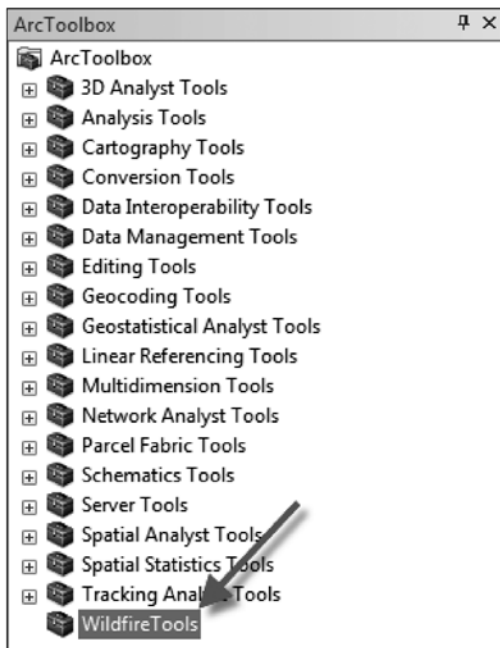 ArcToolbox
ArcToolbox
3D Analyst Tools
Analysis Tools
Cartography Tools
Conversion Tools
Data Interoperability Tools
Data Management Tools
Editing Tools
Geocoding Tools
Geostatistical Analyst Tools
Linear Referencing Tools
Multidimension Tools
Network Analyst Tools
Parcel Fabric Tools
Schematics Tools
Server Tools
Spatial Analyst Tools
Spatial Statistics Tools
Tracking Analyst Tools
WildfireTools